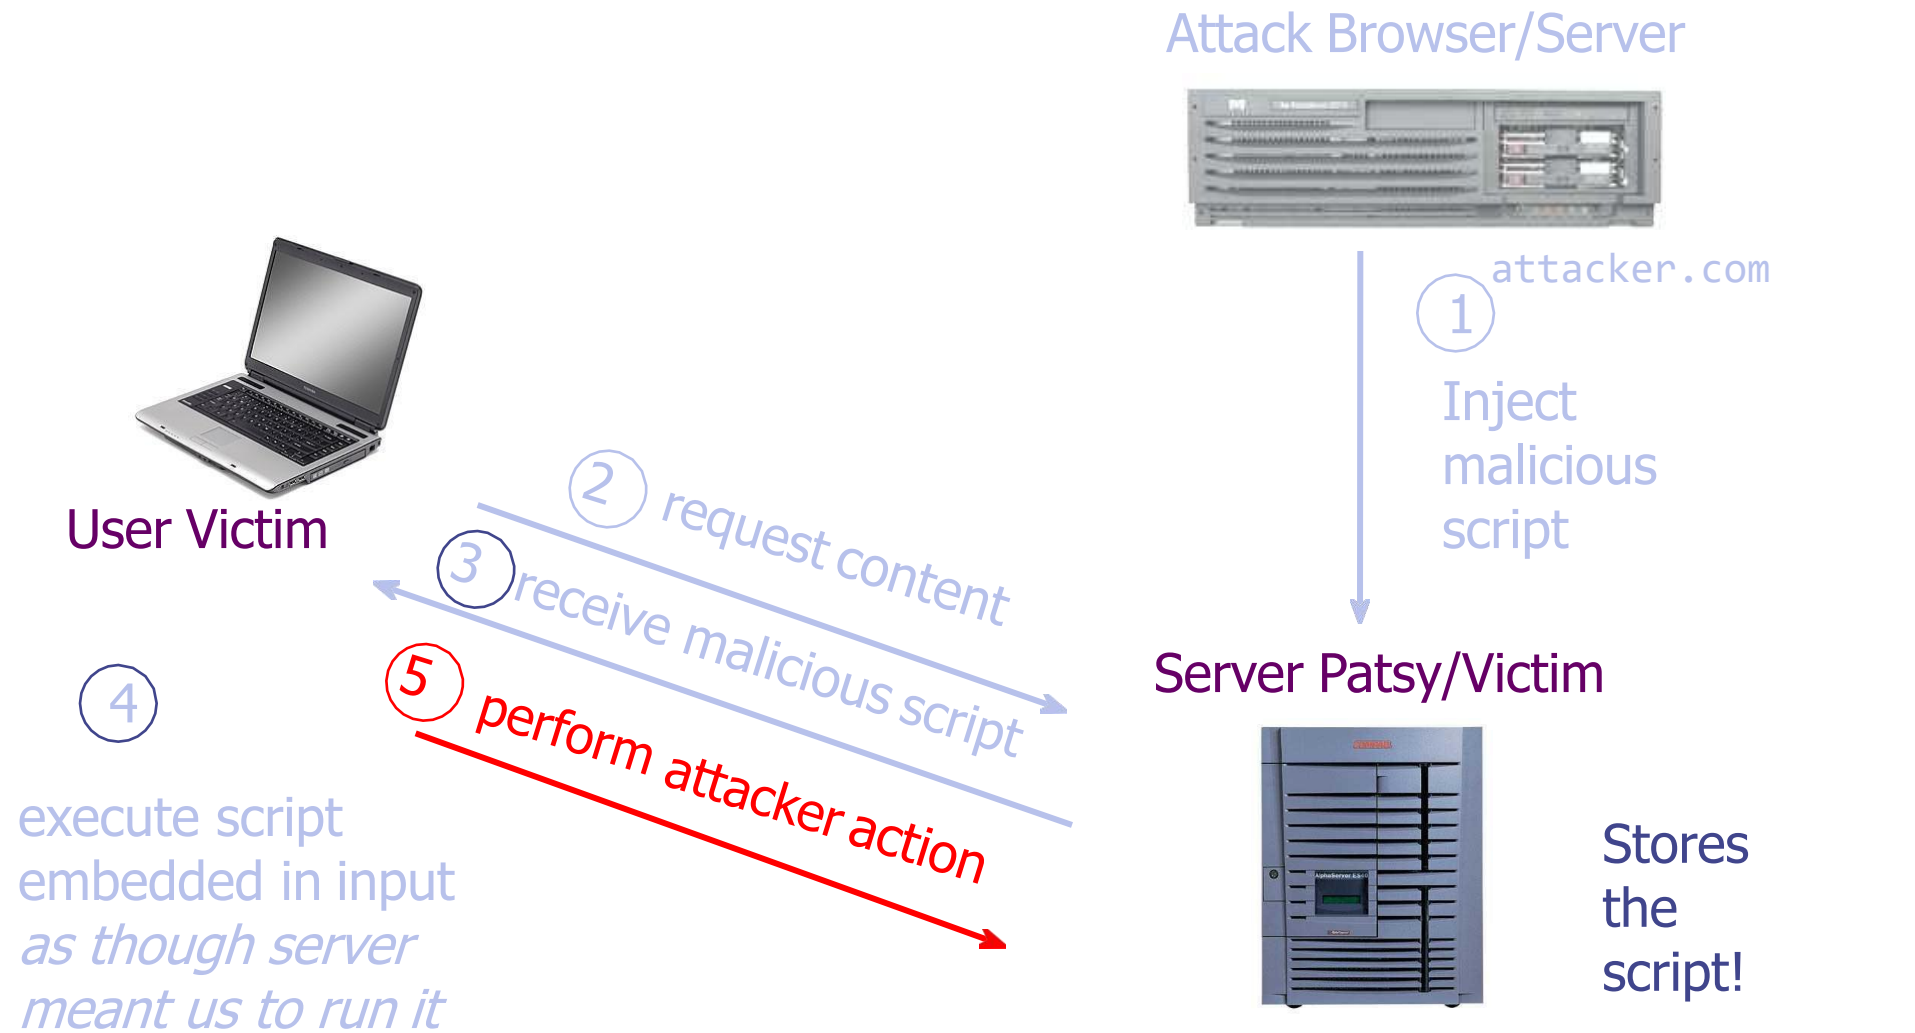 Attack Browser/Server
attacker.com
1
Inject
malicious
script
2 request content
User Victim
3 receive malicious script
4
5 perform attacker action
Server Patsy/Victim
execute script
embedded in input
as though server
meant us to run it
AlphaServer ES40
Stores
the
script!